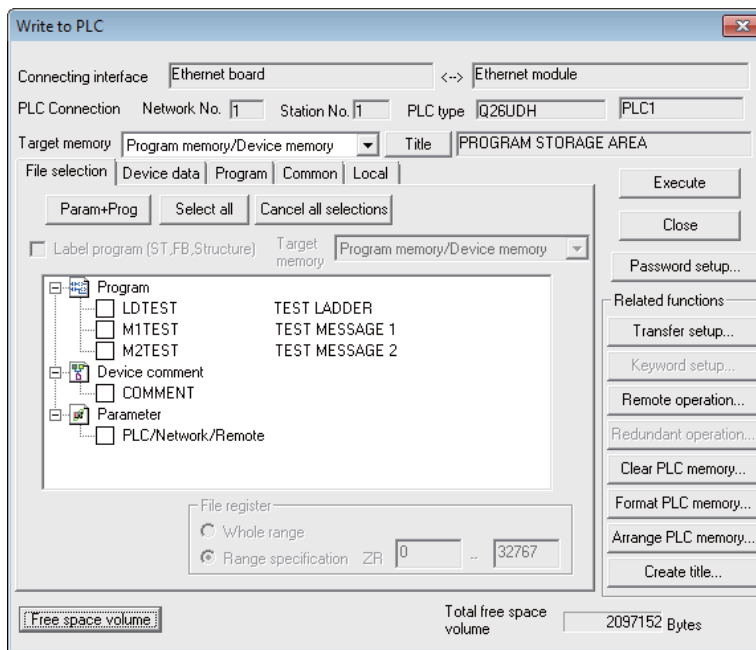 Write to PLC
Connecting interface Ethernet board <--> Ethernet module
PLC Connection Network No. 1 Station No. 1 PLC type Q26UDH PLC1
Target memory Program memory/Device memory Title PROGRAM STORAGE AREA
File selection Device data Program Common Local
Execute
Param+Prog Select all Cancel all selections
Close
Label program (ST,FB,Structure) Target memory Program memory/Device memory
Password setup...
Program
LDTEST TEST LADDER
M1TEST TEST MESSAGE 1
M2TEST TEST MESSAGE 2
Device comment
COMMENT
Parameter
PLC/Network/Remote
Related functions
Transfer setup...
Keyword setup...
Remote operation...
Redundant operation...
Clear PLC memory...
Format PLC memory...
Arrange PLC memory...
Create title...
File register
Whole range
Range specification ZR 0 .. 32767
Free space volume
Total free space volume 2097152 Bytes